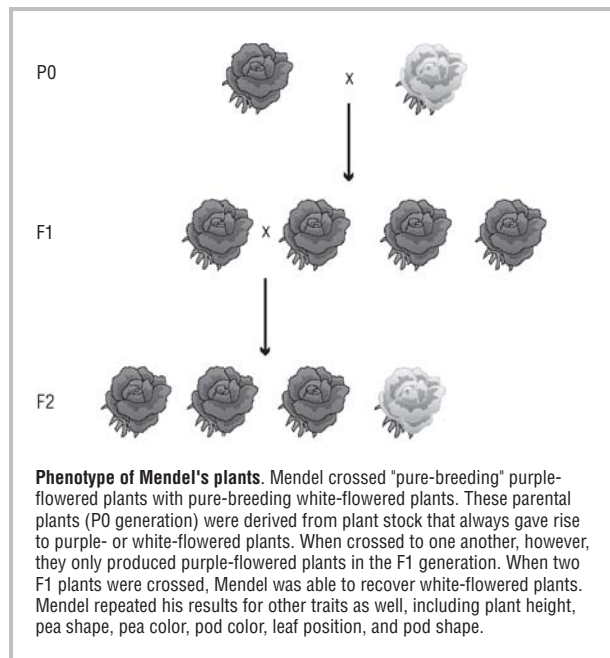 P0
x
F1
x
F2
Phenotype of Mendel's plants. Mendel crossed "pure-breeding" purple-
flowered plants with pure-breeding white-flowered plants. These parental
plants (P0 generation) were derived from plant stock that always gave rise
to purple- or white-flowered plants. When crossed to one another, however,
they only produced purple-flowered plants in the F1 generation. When two
F1 plants were crossed, Mendel was able to recover white-flowered plants.
Mendel repeated his results for other traits as well, including plant height,
pea shape, pea color, pod color, leaf position, and pod shape.